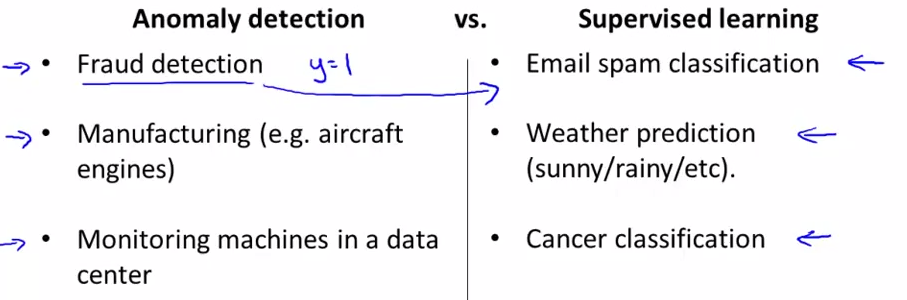 Anomaly detection vs. Supervised learning
• Fraud detection y=1
• Manufacturing (e.g. aircraft
engines)
• Monitoring machines in a data
center
• Email spam classification
• Weather prediction
(sunny/rainy/etc).
• Cancer classification